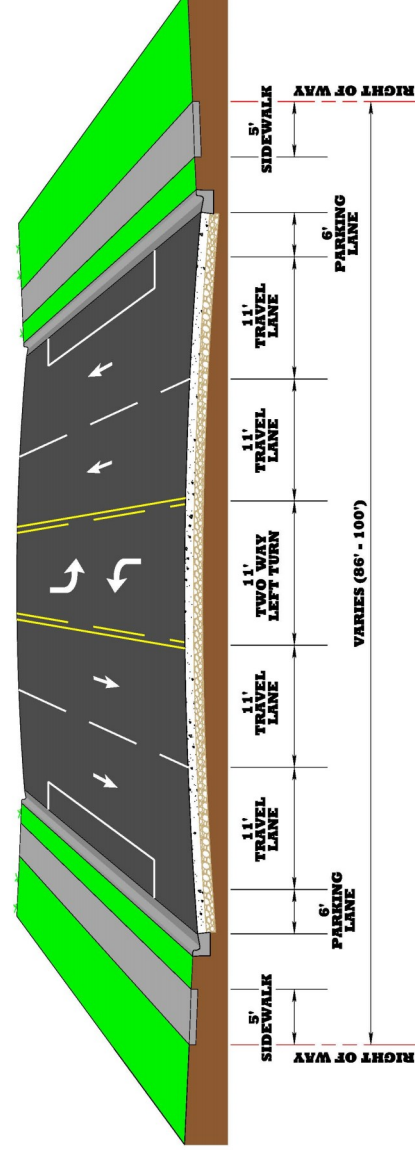 RIGHT OF WAY
5'
SIDEWALK
6'
PARKING
LANE
11'
TRAVEL
LANE
11'
TRAVEL
LANE
11'
TWO WAY
LEFT TURN
11'
TRAVEL
LANE
11'
TRAVEL
LANE
6'
PARKING
LANE
5'
SIDEWALK
RIGHT OF WAY
VARIES (86' - 100')